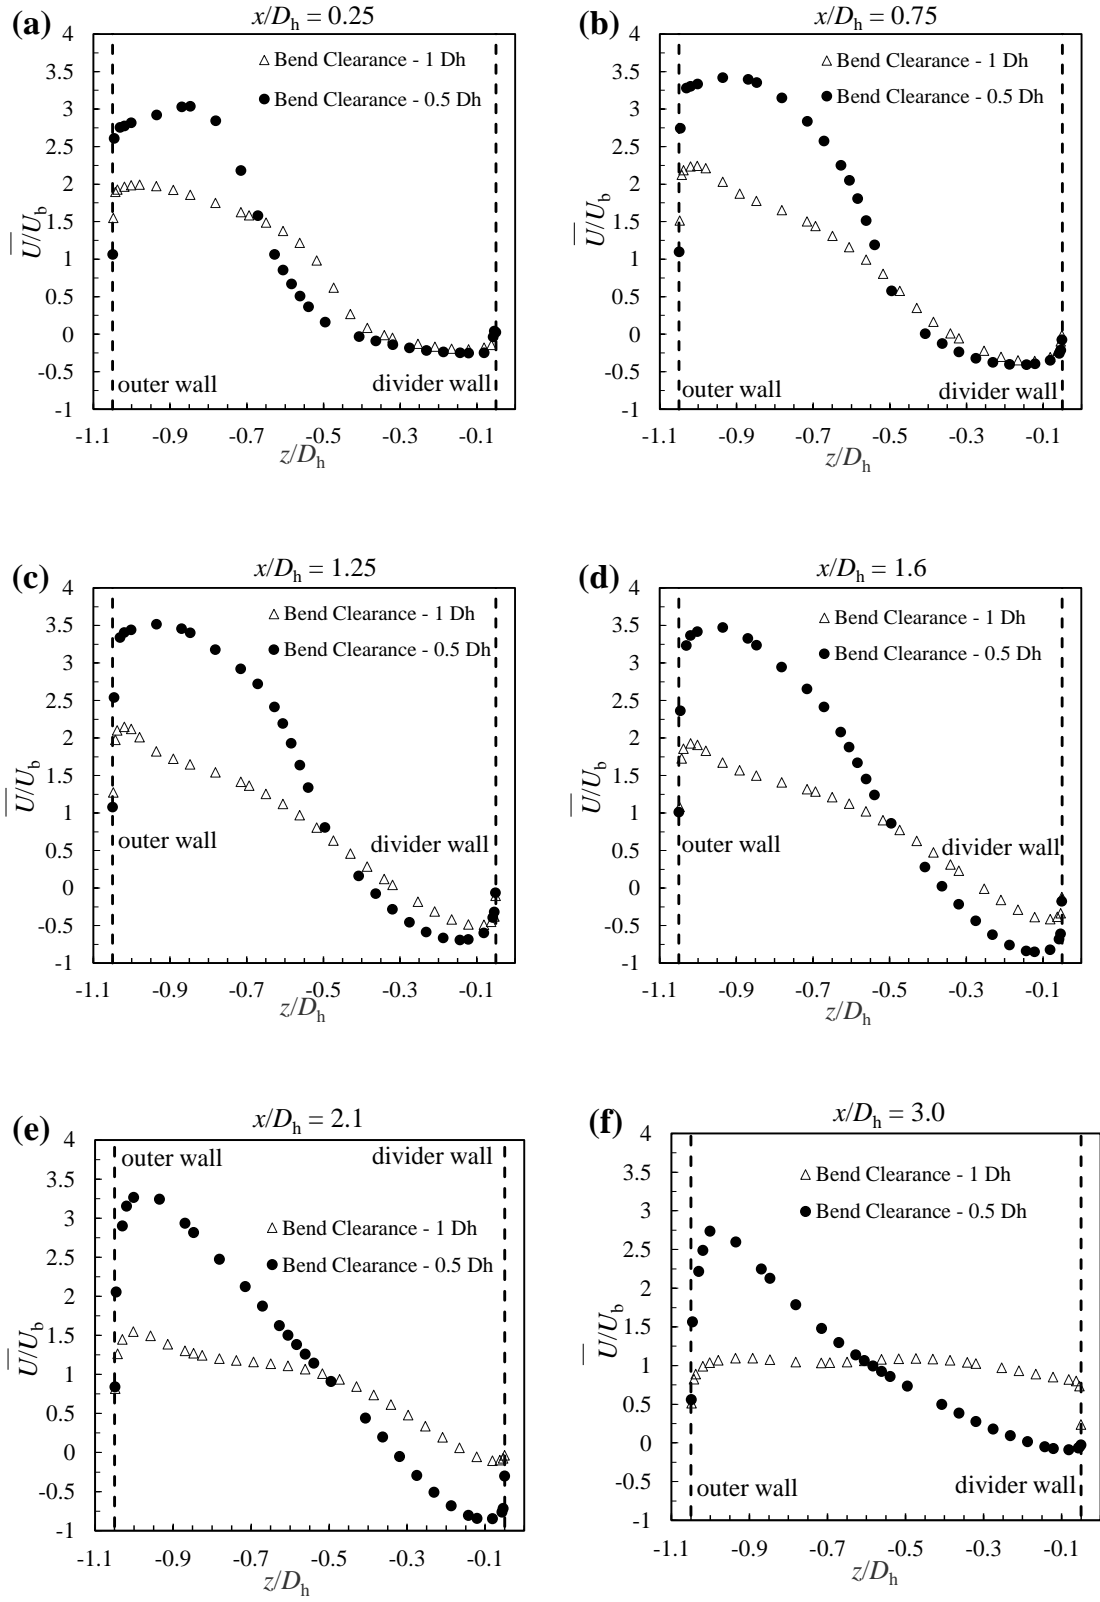 (a)
x/Dh = 0.25
4
3.5
3
2.5
2
1.5
1
0.5
0
-0.5
-1
U/Ub
△ Bend Clearance - 1 Dh
● Bend Clearance - 0.5 Dh
outer wall
divider wall
-1.1 -0.9 -0.7 -0.5 -0.3 -0.1
z/Dh
(b)
x/Dh = 0.75
4
3.5
3
2.5
2
1.5
1
0.5
0
-0.5
-1
U/Ub
△ Bend Clearance - 1 Dh
● Bend Clearance - 0.5 Dh
outer wall
divider wall
-1.1 -0.9 -0.7 -0.5 -0.3 -0.1
z/Dh
(c)
x/Dh = 1.25
4
3.5
3
2.5
2
1.5
1
0.5
0
-0.5
-1
U/Ub
△ Bend Clearance - 1 Dh
● Bend Clearance - 0.5 Dh
outer wall
divider wall
-1.1 -0.9 -0.7 -0.5 -0.3 -0.1
z/Dh
(d)
x/Dh = 1.6
4
3.5
3
2.5
2
1.5
1
0.5
0
-0.5
-1
U/Ub
△ Bend Clearance - 1 Dh
● Bend Clearance - 0.5 Dh
outer wall
divider wall
-1.1 -0.9 -0.7 -0.5 -0.3 -0.1
z/Dh
(e)
x/Dh = 2.1
4
3.5
3
2.5
2
1.5
1
0.5
0
-0.5
-1
U/Ub
outer wall
divider wall
△ Bend Clearance - 1 Dh
● Bend Clearance - 0.5 Dh
-1.1 -0.9 -0.7 -0.5 -0.3 -0.1
z/Dh
(f)
x/Dh = 3.0
4
3.5
3
2.5
2
1.5
1
0.5
0
-0.5
-1
U/Ub
△ Bend Clearance - 1 Dh
● Bend Clearance - 0.5 Dh
outer wall
divider wall
-1.1 -0.9 -0.7 -0.5 -0.3 -0.1
z/Dh